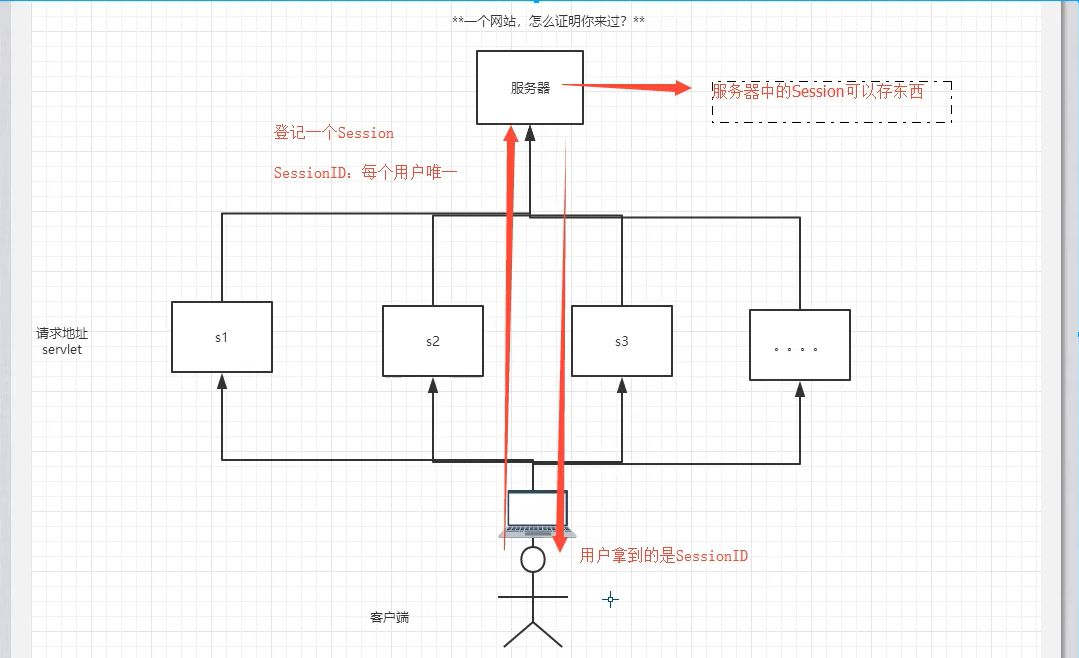 **一个网站，怎么证明你来过？**
服务器
服务器中的Session可以存东西
登记一个Session
SessionID：每个用户唯一
请求地址
servlet
s1
s2
s3
。。。。
用户拿到的是SessionID
客户端